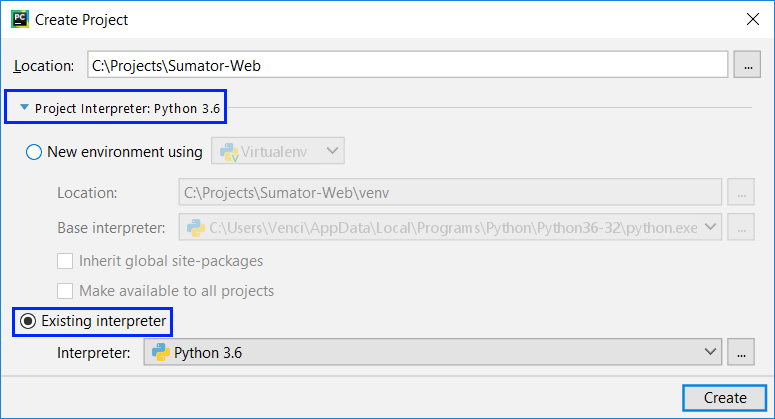 PC
Create Project
Location: C:\Projects\Sumator-Web ...
Project Interpreter: Python 3.6
New environment using Virtualenv
Location: C:\Projects\Sumator-Web\venv ...
Base interpreter: C:\Users\Venci\AppData\Local\Programs\Python\Python36-32\python.exe ...
Inherit global site-packages
Make available to all projects
Existing interpreter
Interpreter: Python 3.6 ...
Create